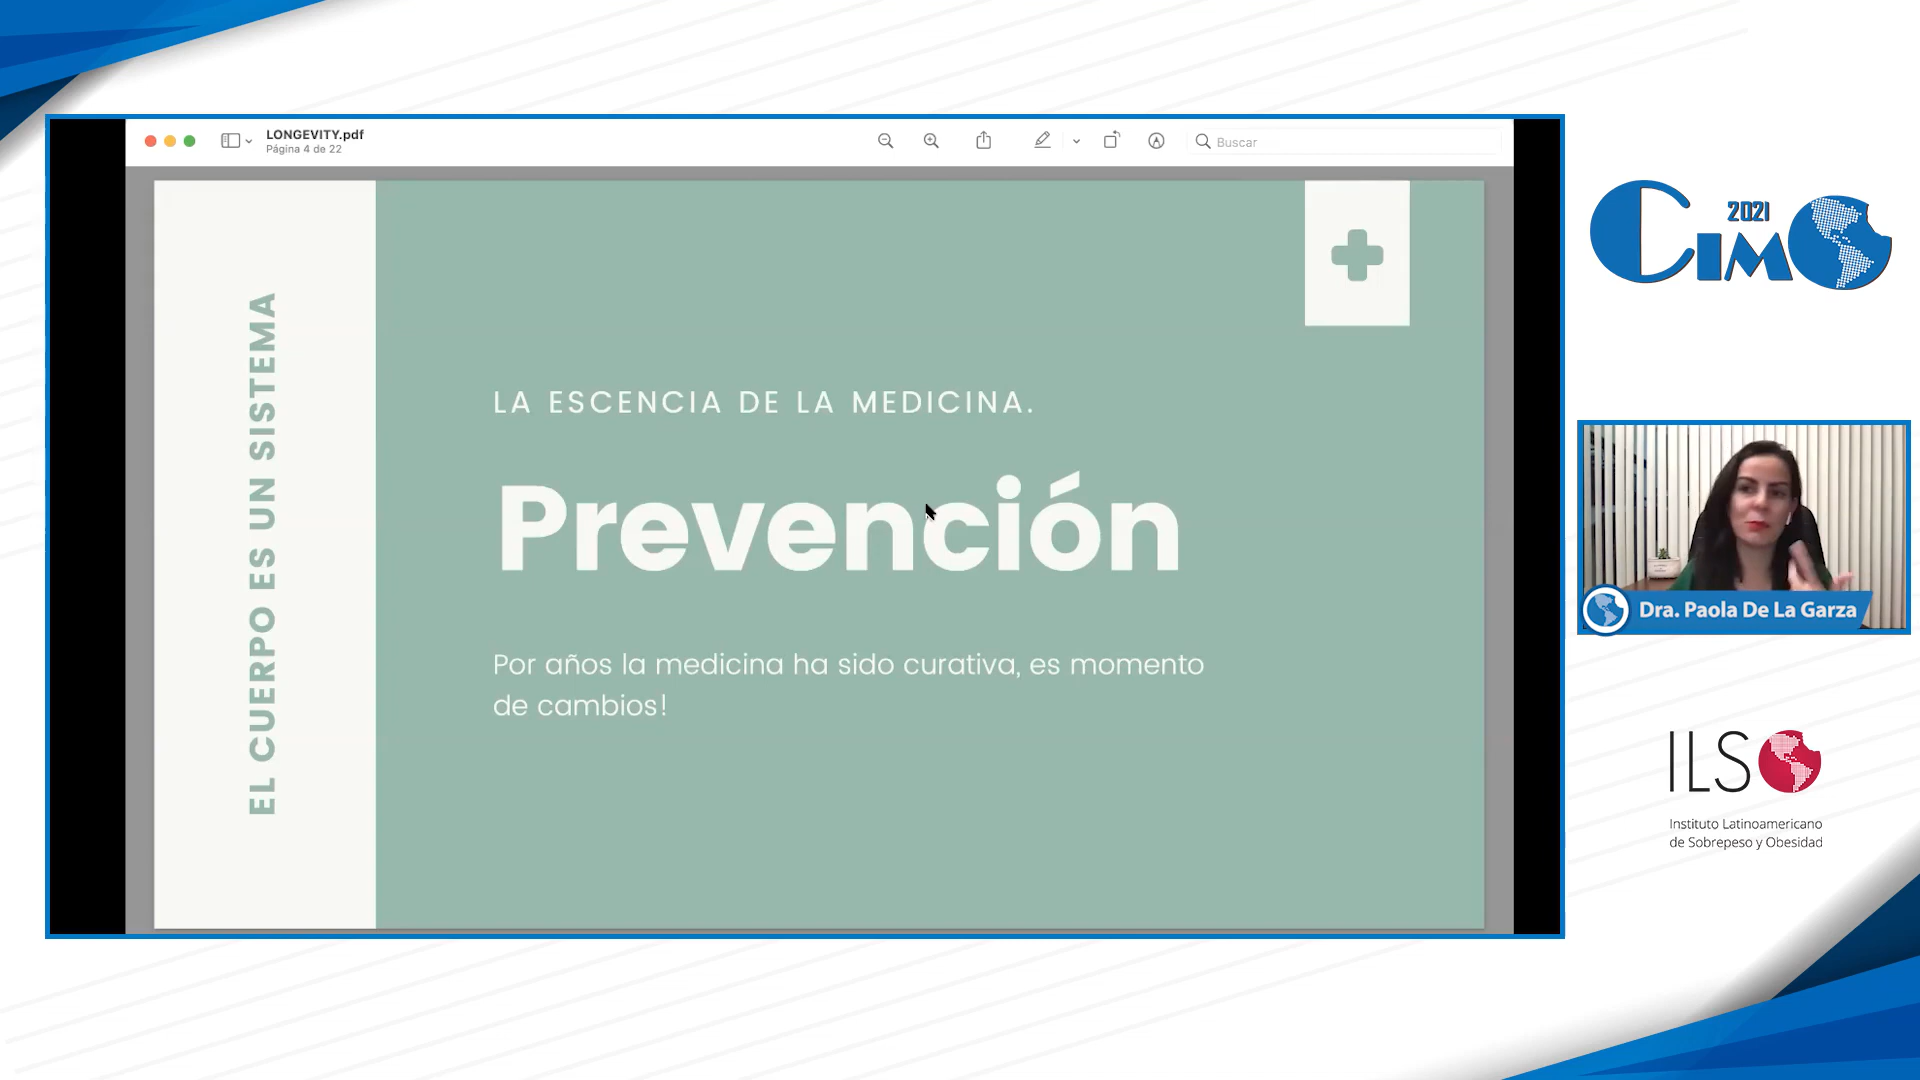 LONGEVITY.pdf
Página 4 de 22
Buscar
EL CUERPO ES UN SISTEMA
LA ESCENCIA DE LA MEDICINA.
Prevención
Por años la medicina ha sido curativa, es momento
de cambios!
2021
CIMO
Dra. Paola De La Garza
ILSO
Instituto Latinoamericano
de Sobrepeso y Obesidad